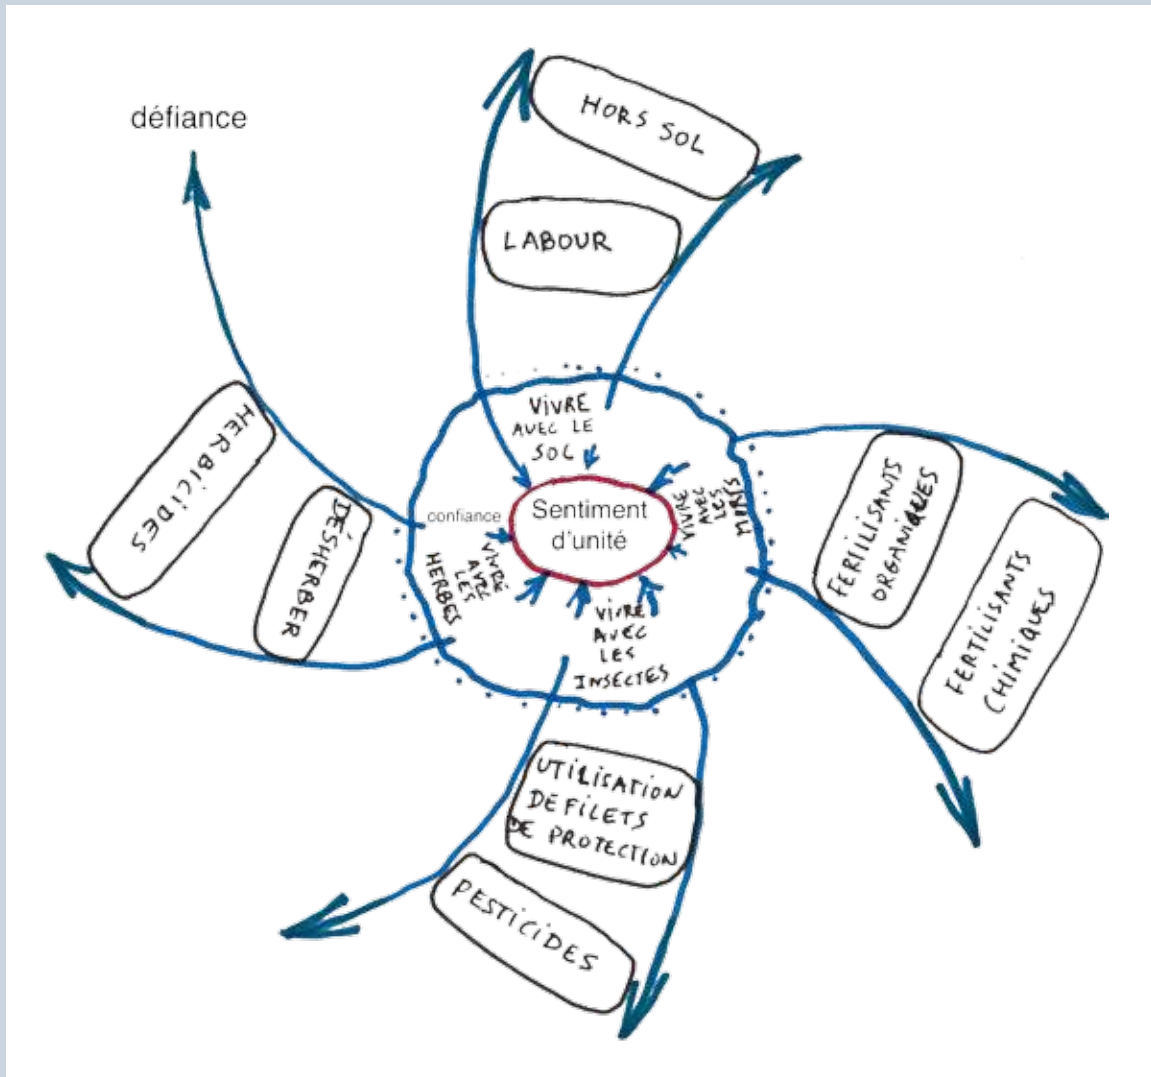 défiance
HORS SOL
LABOUR
HERBICIDES
DÉSHERBER
VIVRE
AVEC LE
SOL
VIVRE
AVEC
LES
MORTS
confiance
Sentiment
d'unité
VIVRE
AVEC
LES
HERBES
VIVRE
AVEC
LES
INSECTES
FERTILISANTS
ORGANIQUES
FERTILISANTS
CHIMIQUES
UTILISATION
DE FILETS
DE PROTECTION
PESTICIDES